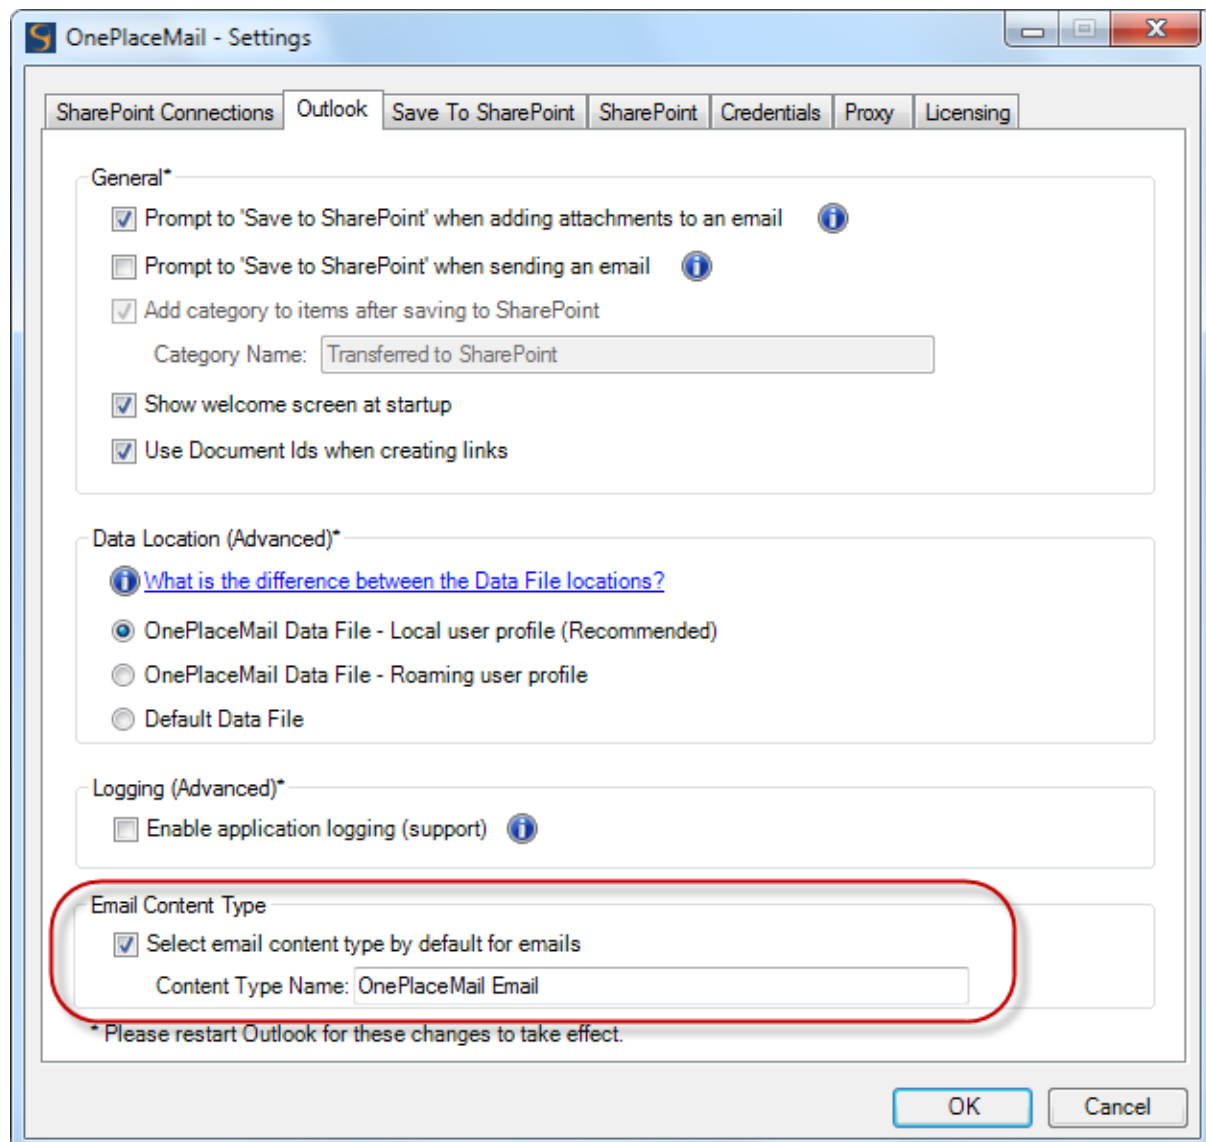 OnePlaceMail - Settings
SharePoint Connections Outlook Save To SharePoint SharePoint Credentials Proxy Licensing
General*
Prompt to 'Save to SharePoint' when adding attachments to an email
Prompt to 'Save to SharePoint' when sending an email
Add category to items after saving to SharePoint
Category Name: Transferred to SharePoint
Show welcome screen at startup
Use Document Ids when creating links
Data Location (Advanced)*
What is the difference between the Data File locations?
OnePlaceMail Data File - Local user profile (Recommended)
OnePlaceMail Data File - Roaming user profile
Default Data File
Logging (Advanced)*
Enable application logging (support)
Email Content Type
Select email content type by default for emails
Content Type Name: OnePlaceMail Email
* Please restart Outlook for these changes to take effect.
OK Cancel